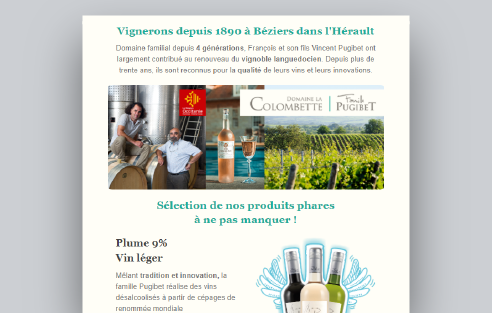 Vignerons depuis 1890 à Béziers dans l'Hérault
Domaine familial depuis 4 générations, François et son fils Vincent Pugibet ont
largement contribué au renouveau du vignoble languedocien. Depuis plus de
trente ans, ils sont reconnus pour la qualité de leurs vins et leurs innovations.
Occitanie
DOMAINE LA
COLOMBETTE
Famille
PUGIBET
Sélection de nos produits phares
à ne pas manquer !
Plume 9%
Vin léger
Mêlant tradition et innovation, la
famille Pugibet réalise des vins
désalcoolisés à partir de cépages de
renommée mondiale